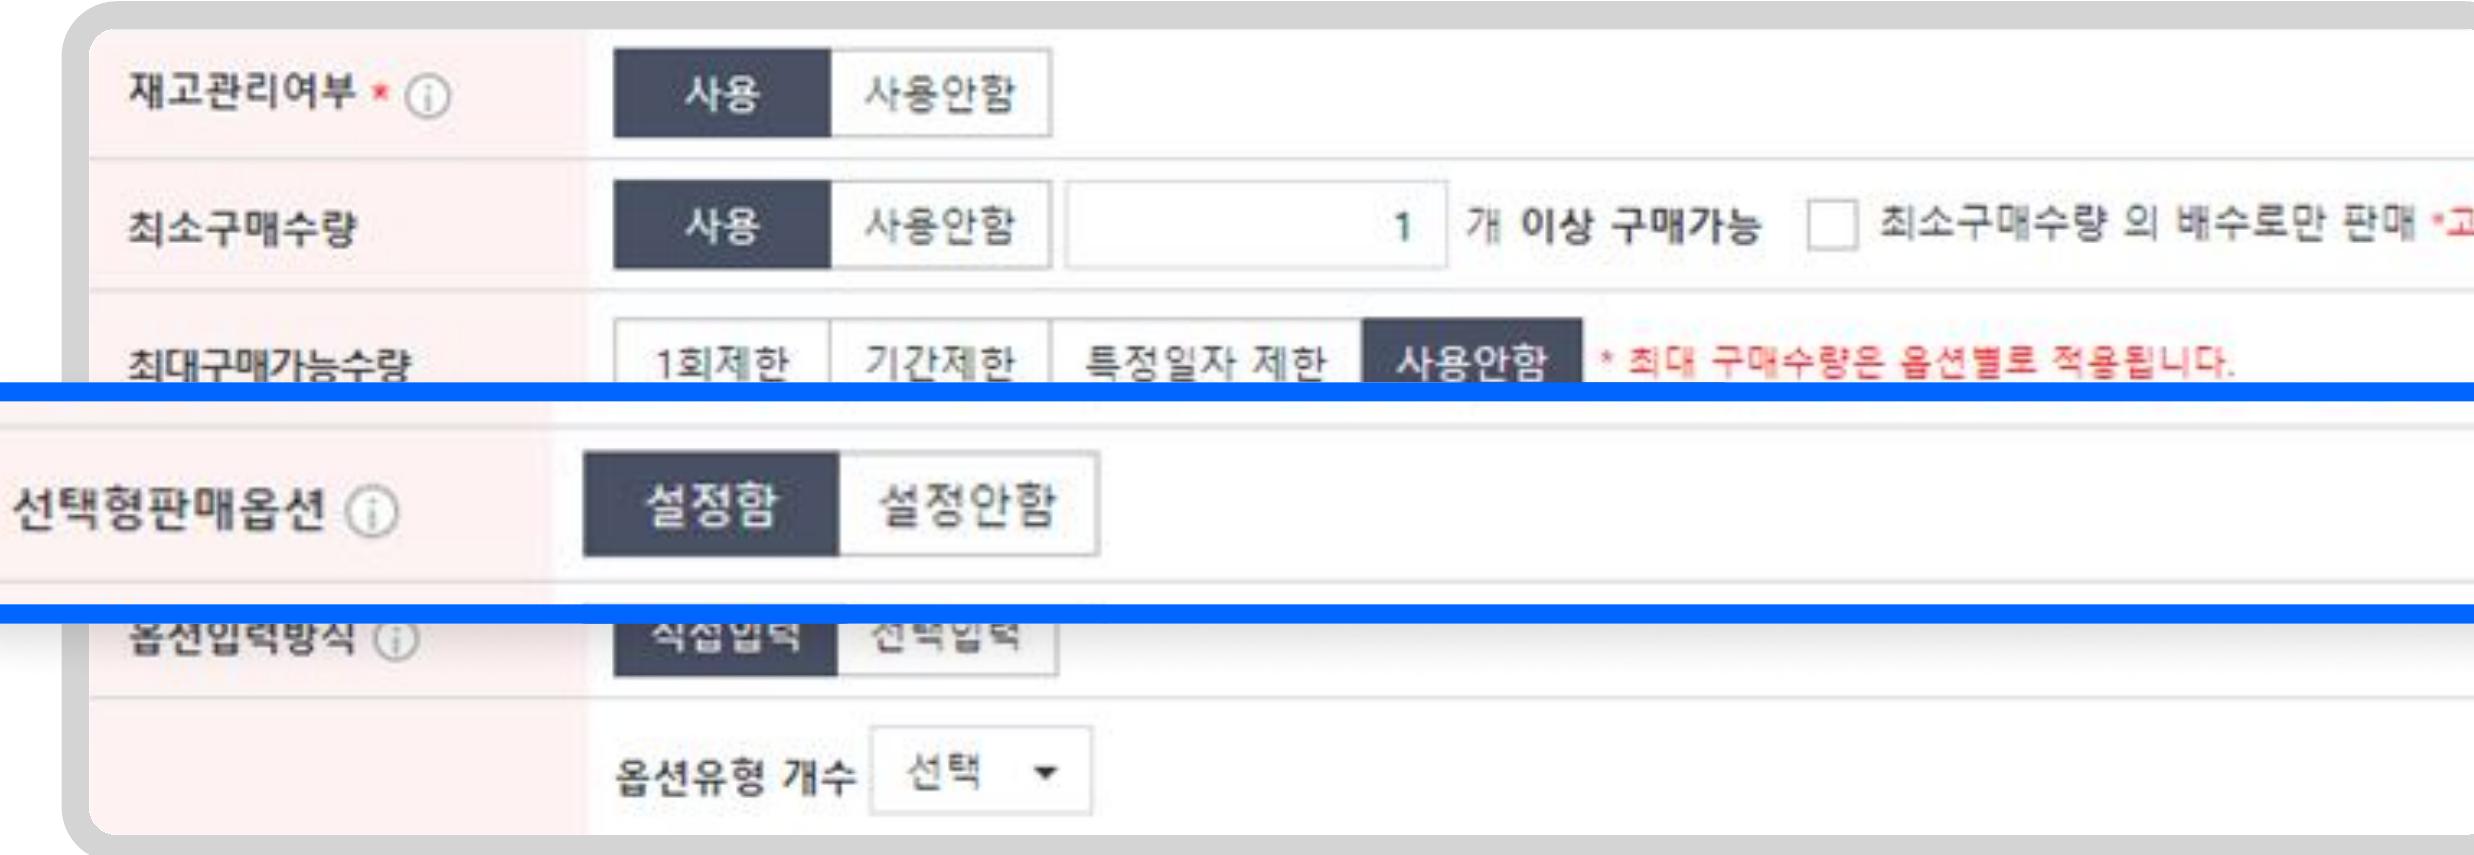 재고관리여부 * 사용 사용안함
최소구매수량 사용 사용안함 1 개 이상 구매가능 최소구매수량 의 배수로만 판매 *고
최대구매가능수량 1회제한 기간제한 특정일자 제한 사용안함 * 최대 구매수량은 옵션별로 적용됩니다.
선택형판매옵션 설정함 설정안함
옵션입력방식 직접입력 선택입력
옵션유형 개수 선택